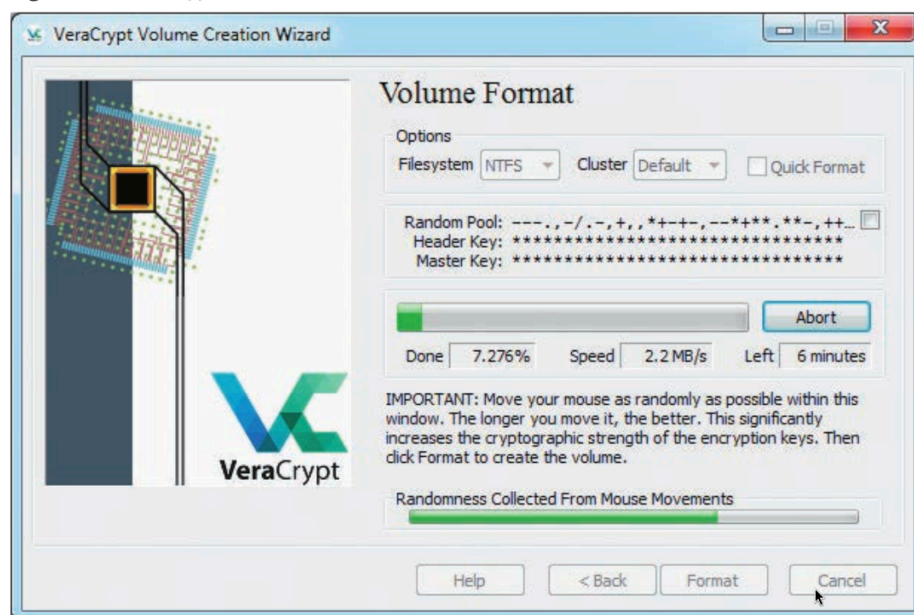 VeraCrypt Volume Creation Wizard
Volume Format
Options
Filesystem NTFS Cluster Default Quick Format
Random Pool: ---.,-/.-,+,,*+-+-,--*+**.**-,++...
Header Key: ********************************
Master Key: ********************************
Abort
Done 7.276% Speed 2.2 MB/s Left 6 minutes
IMPORTANT: Move your mouse as randomly as possible within this
window. The longer you move it, the better. This significantly
increases the cryptographic strength of the encryption keys. Then
click Format to create the volume.
VeraCrypt
Randomness Collected From Mouse Movements
Help < Back Format Cancel